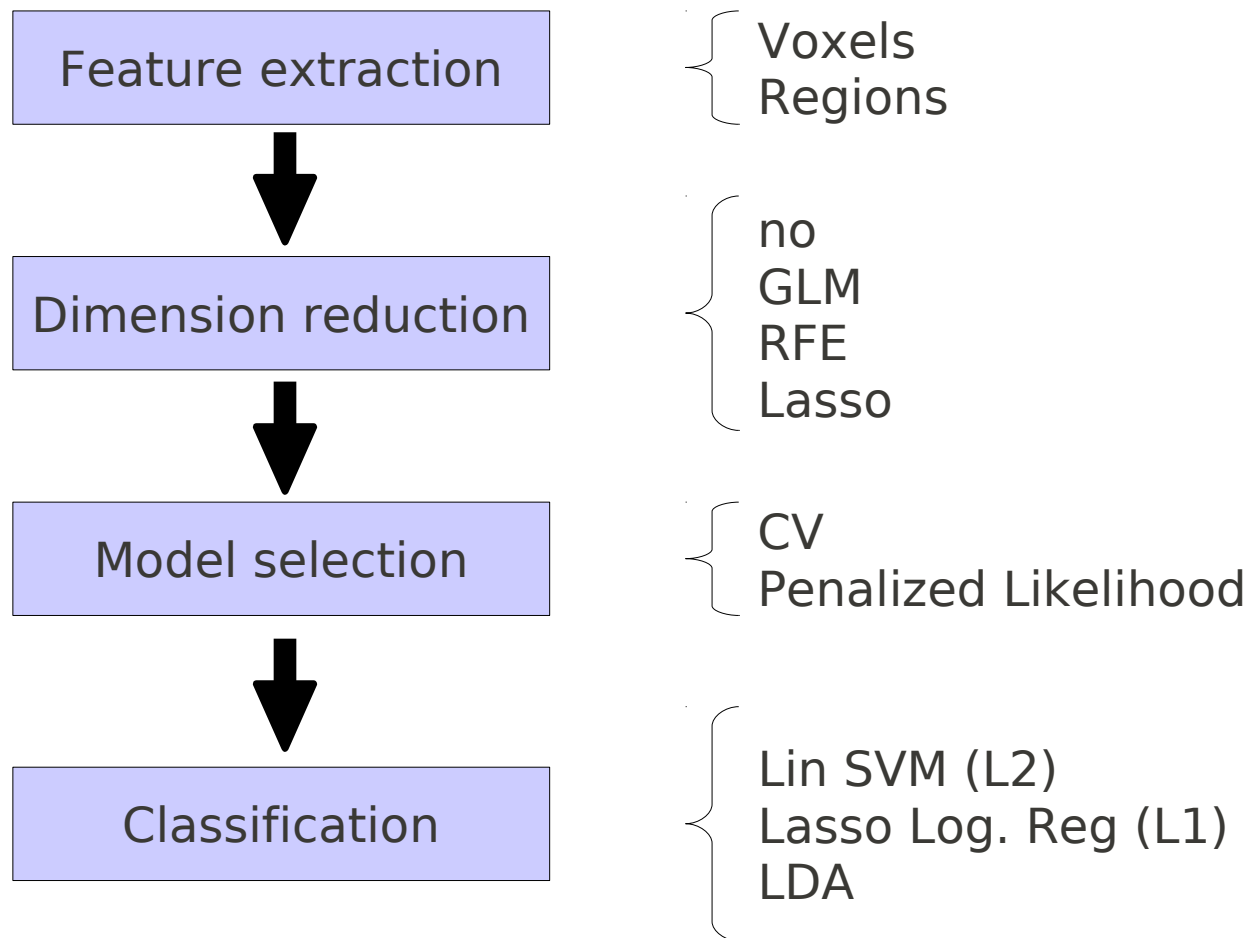 Feature extraction
Voxels
Regions
Dimension reduction
no
GLM
RFE
Lasso
Model selection
CV
Penalized Likelihood
Classification
Lin SVM (L2)
Lasso Log. Reg (L1)
LDA